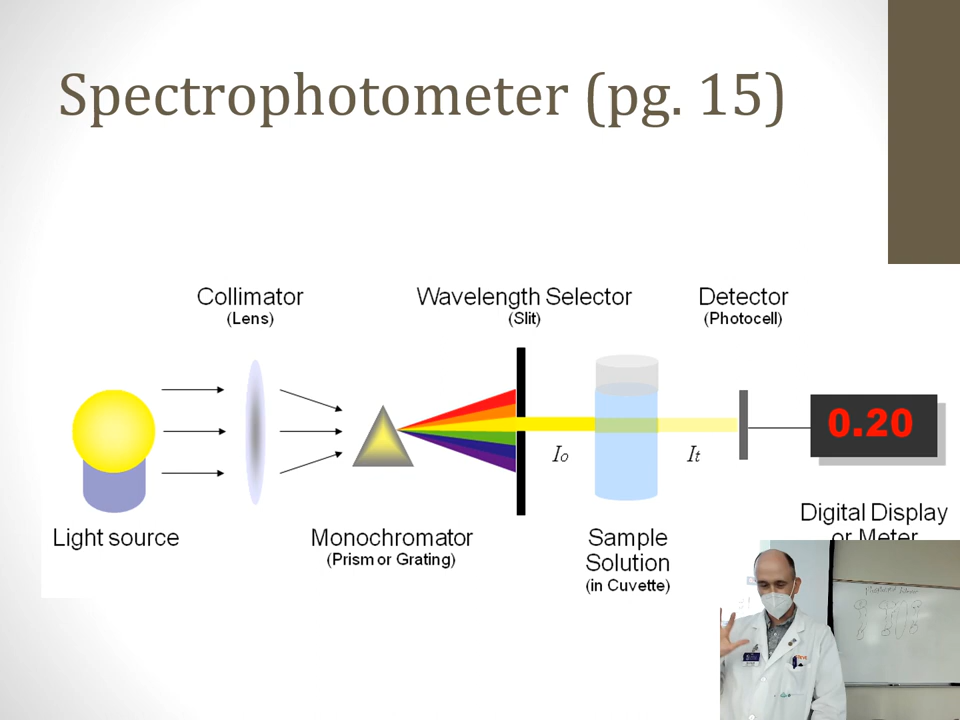 Spectrophotometer (pg. 15)
Collimator
(Lens)
Wavelength Selector
(Slit)
Detector
(Photocell)
0.20
Io
It
Light source
Monochromator
(Prism or Grating)
Sample
Solution
(in Cuvette)
Digital Display
or Meter